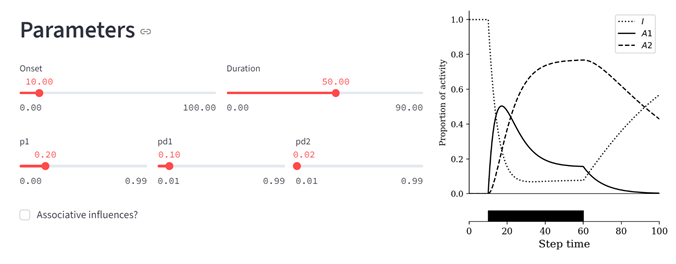 Parameters
Onset
10.00
0.00 100.00
Duration
50.00
0.00 90.00
p1
0.20
0.00 0.99
pd1
0.10
0.01 0.99
pd2
0.02
0.01 0.99
Associative influences?
Proportion of activity
1.0
0.8
0.6
0.4
0.2
0.0
I
A1
A2
0 20 40 60 80 100
Step time